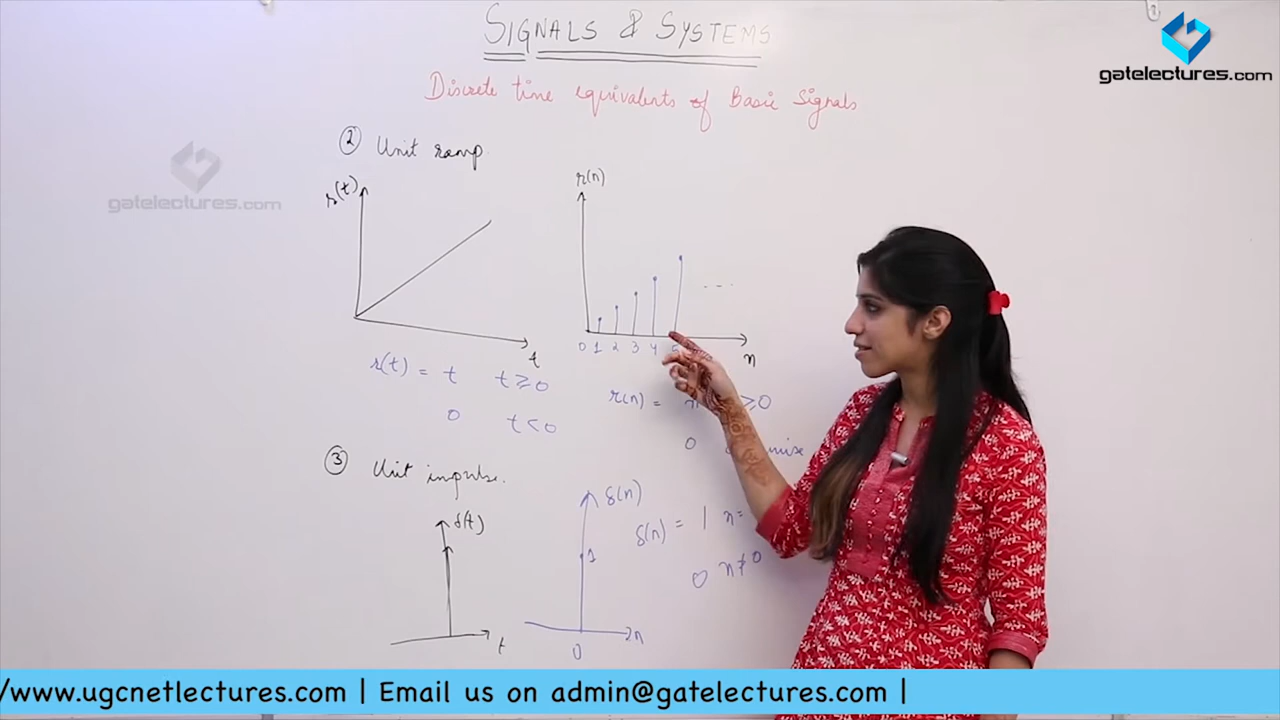 SIGNALS & SYSTEMS
gatelectures.com
Discrete time equivalents of Basic Signals
② Unit ramp
gatelectures.com
r(t)
t
r(n)
0 1 2 3 4 5
n
r(t) = t t ≥ 0
0 t < 0
r(n) = n ≥ 0
0
③ Unit impulse.
δ(t)
t
δ(n)
1
0
n
δ(n) = 1 n =
0 n ≠ 0
/www.ugcnetlectures.com | Email us on admin@gatelectures.com |